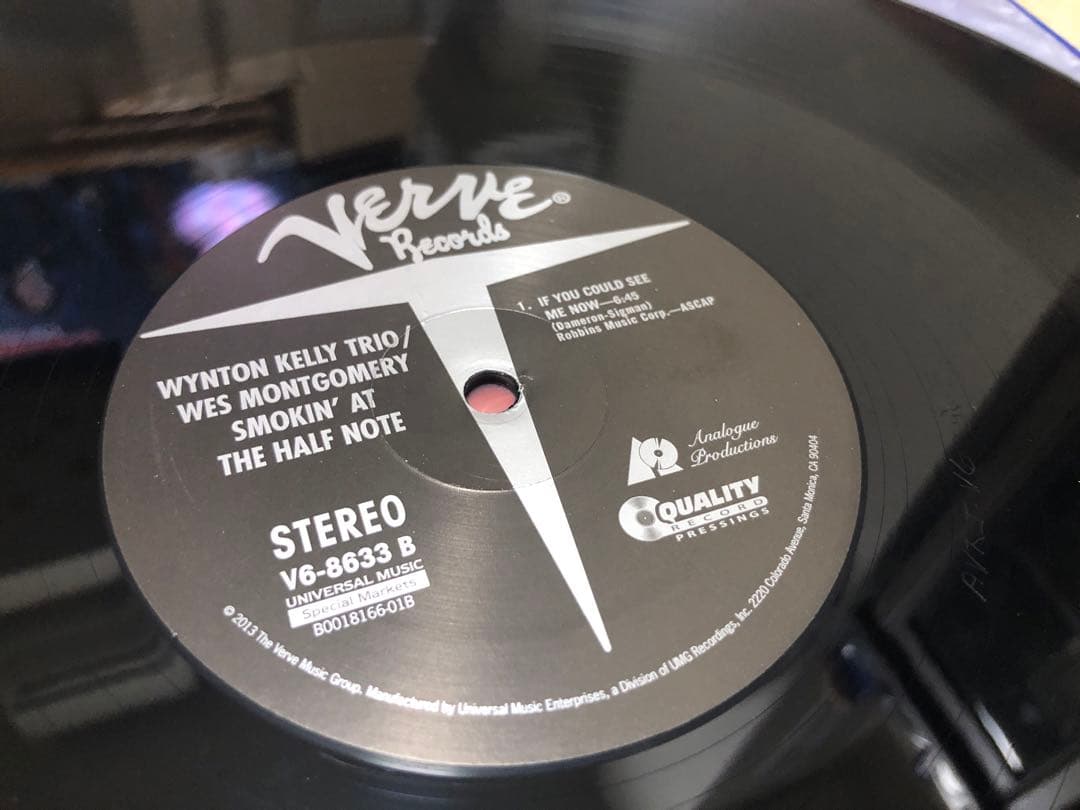 Verve®
Records
WYNTON KELLY TRIO/
WES MONTGOMERY
SMOKIN' AT
THE HALF NOTE
STEREO
V6-8633 B
UNIVERSAL MUSIC
Special Markets
B0018166-01B
1. IF YOU COULD SEE
ME NOW—6:45
(Dameron-Sigman)
Robbins Music Corp.—ASCAP
Analogue
Productions
QUALITY
RECORD
PRESSINGS
© 2013 The Verve Music Group. Manufactured by Universal Music Enterprises, a Division of UMG Recordings, Inc. 2220 Colorado Avenue, Santa Monica, CA 90404